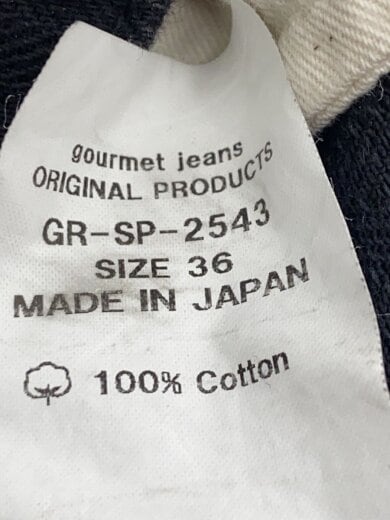 gourmet jeans
ORIGINAL PRODUCTS
GR-SP-2543
SIZE 36
MADE IN JAPAN
100% Cotton